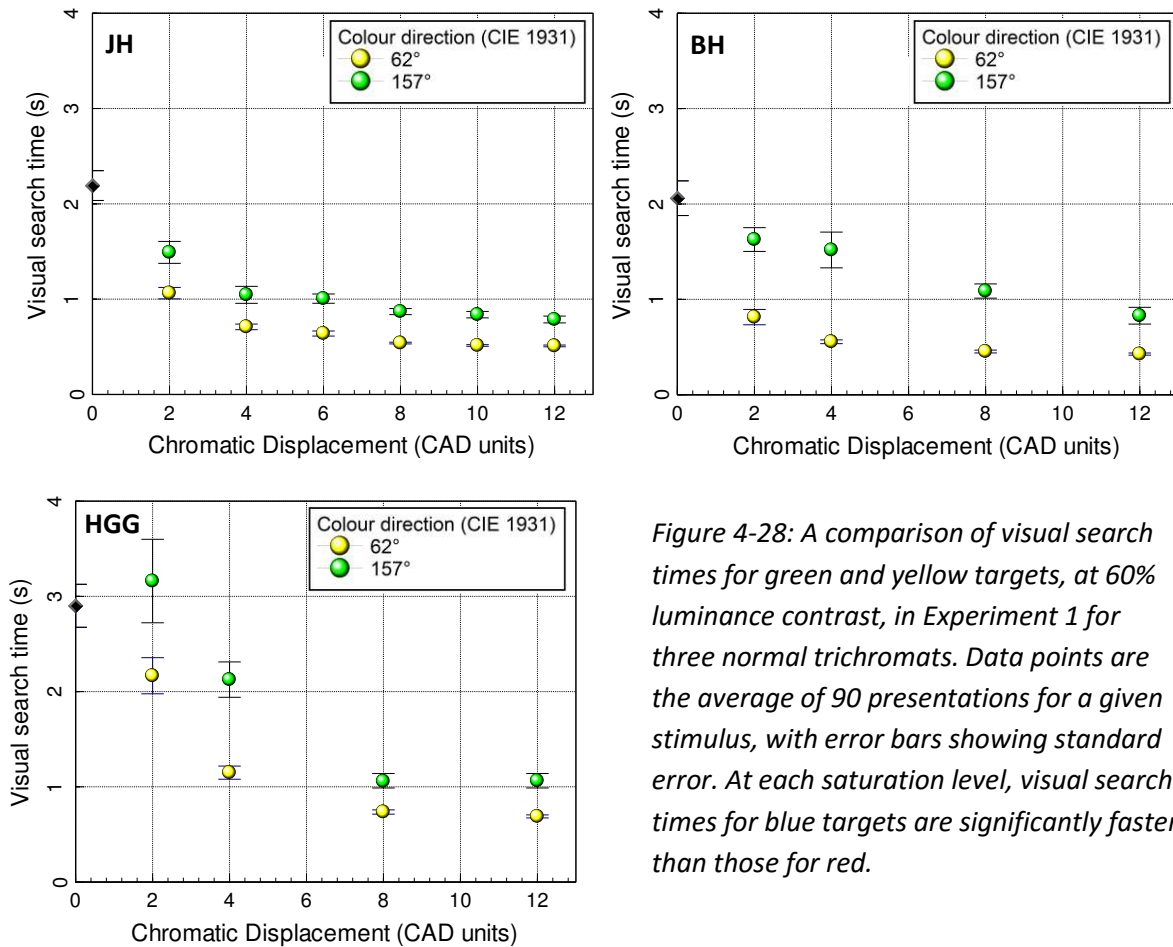 JH
Colour direction (CIE 1931)
62°
157°
4
3
2
1
0
Visual search time (s)
0 2 4 6 8 10 12
Chromatic Displacement (CAD units)
BH
Colour direction (CIE 1931)
62°
157°
4
3
2
1
0
Visual search time (s)
0 2 4 6 8 10 12
Chromatic Displacement (CAD units)
HGG
Colour direction (CIE 1931)
62°
157°
4
3
2
1
0
Visual search time (s)
0 2 4 6 8 10 12
Chromatic Displacement (CAD units)
Figure 4-28: A comparison of visual search
times for green and yellow targets, at 60%
luminance contrast, in Experiment 1 for
three normal trichromats. Data points are
the average of 90 presentations for a given
stimulus, with error bars showing standard
error. At each saturation level, visual search
times for blue targets are significantly faster
than those for red.